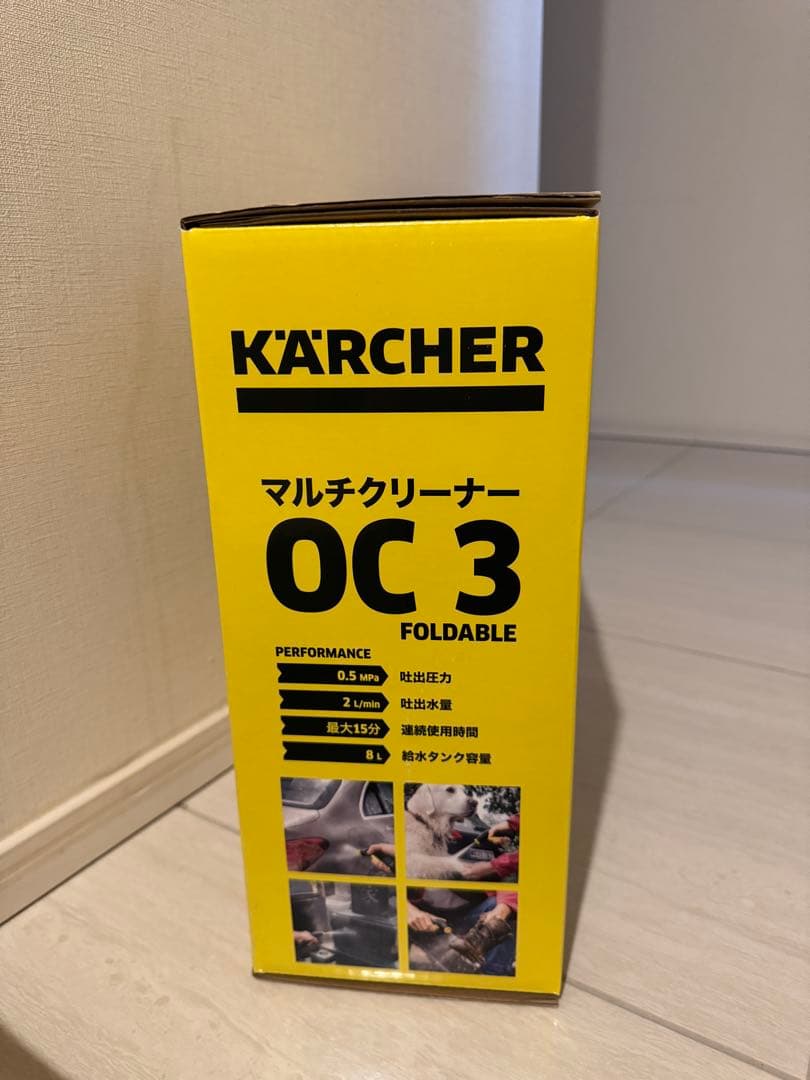 KÄRCHER
マルチクリーナー
OC 3
FOLDABLE
PERFORMANCE
0.5 MPa 吐出圧力
2 L/min 吐出水量
最大15分 連続使用時間
8 L 給水タンク容量